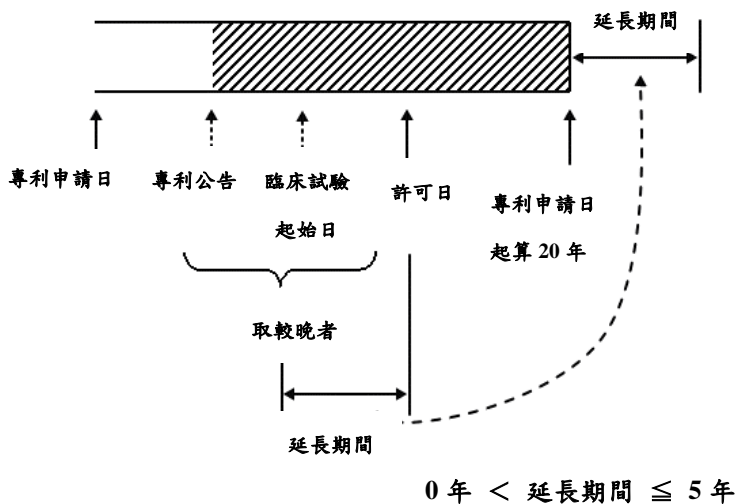 延長期間
專利申請日
專利公告
臨床試驗
起始日
許可日
專利申請日
起算 20 年
取較晚者
延長期間
0 年 < 延長期間 ≦ 5 年